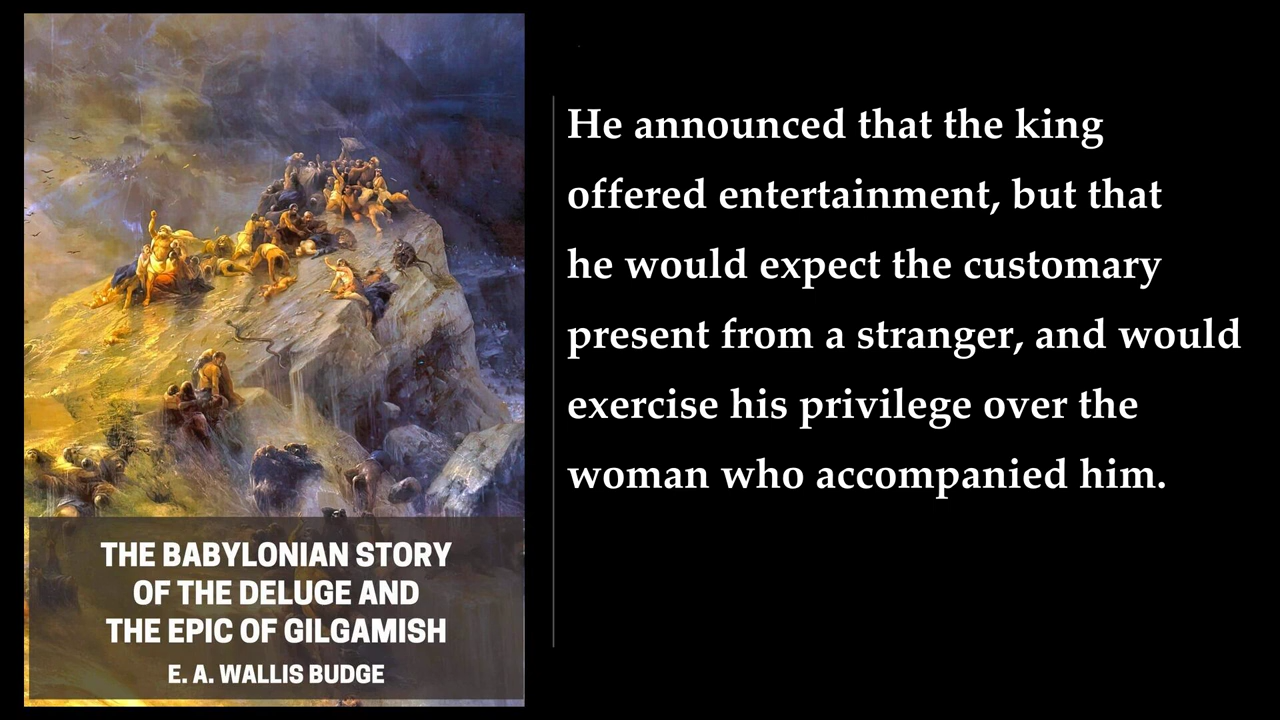 He announced that the king
offered entertainment, but that
he would expect the customary
present from a stranger, and would
exercise his privilege over the
woman who accompanied him.
THE BABYLONIAN STORY
OF THE DELUGE AND
THE EPIC OF GILGAMISH
E. A. WALLIS BUDGE